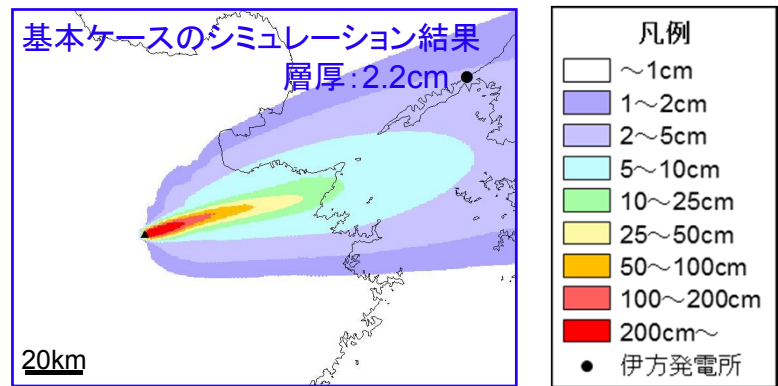 基本ケースのシミュレーション結果
層厚:2.2cm
20km
凡例
～1cm
1～2cm
2～5cm
5～10cm
10～25cm
25～50cm
50～100cm
100～200cm
200cm～
伊方発電所